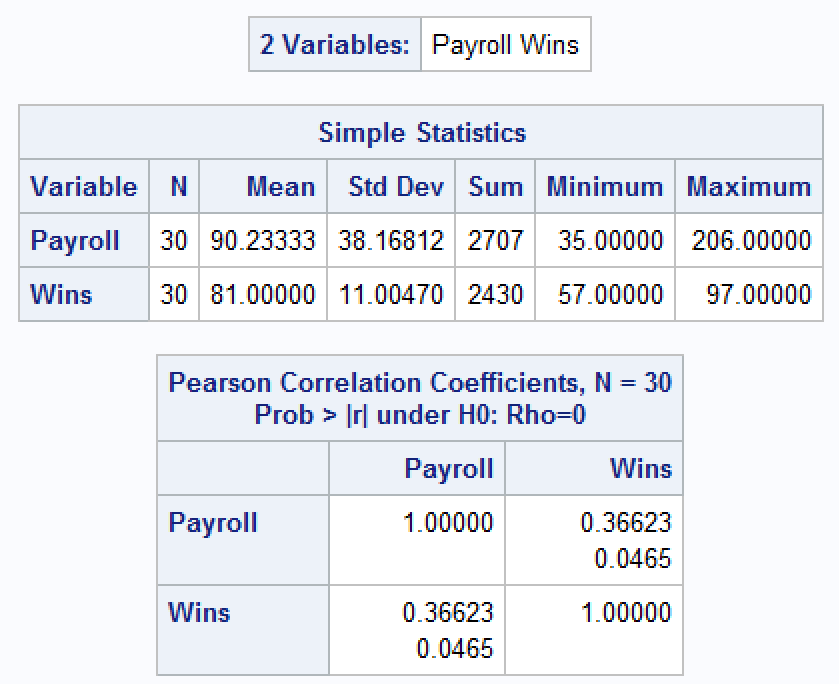 2 Variables: Payroll Wins
Simple Statistics
Variable N Mean Std Dev Sum Minimum Maximum
Payroll 30 90.23333 38.16812 2707 35.00000 206.00000
Wins 30 81.00000 11.00470 2430 57.00000 97.00000
Pearson Correlation Coefficients, N = 30
Prob > |r| under H0: Rho=0
Payroll Wins
Payroll 1.00000 0.36623
0.0465
Wins 0.36623 1.00000
0.0465